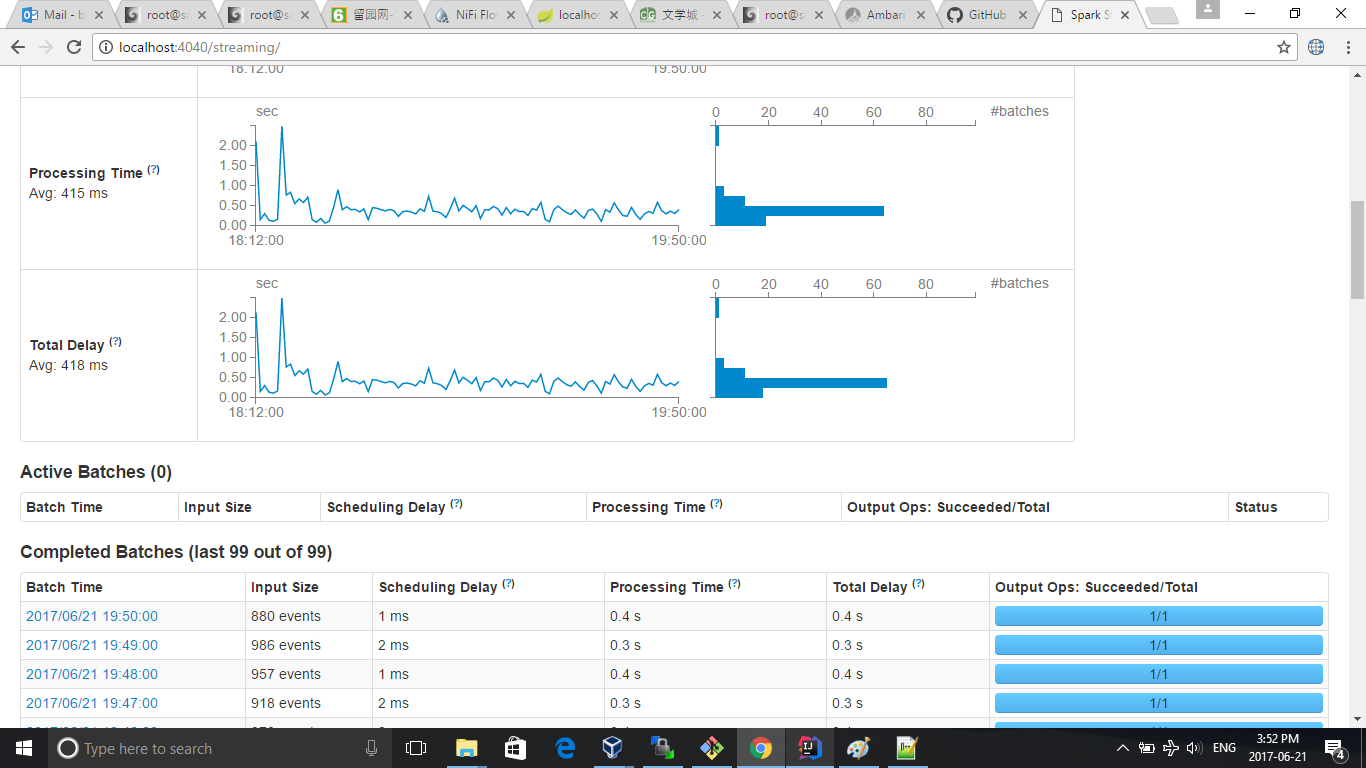 Mail - b
root@sa
root@sa
留园网-
NiFi Flo
localhos
文学城 -
root@sa
Ambari
GitHub
Spark S
localhost:4040/streaming/
18:12:00 19:50:00
sec 0 20 40 60 80 #batches
2.00
1.50
1.00
0.50
0.00
18:12:00 19:50:00
Processing Time (?)
Avg: 415 ms
sec 0 20 40 60 80 #batches
2.00
1.50
1.00
0.50
0.00
18:12:00 19:50:00
Total Delay (?)
Avg: 418 ms
Active Batches (0)
Batch Time Input Size Scheduling Delay (?) Processing Time (?) Output Ops: Succeeded/Total Status
Completed Batches (last 99 out of 99)
Batch Time Input Size Scheduling Delay (?) Processing Time (?) Total Delay (?) Output Ops: Succeeded/Total
2017/06/21 19:50:00 880 events 1 ms 0.4 s 0.4 s 1/1
2017/06/21 19:49:00 986 events 2 ms 0.3 s 0.3 s 1/1
2017/06/21 19:48:00 957 events 1 ms 0.4 s 0.4 s 1/1
2017/06/21 19:47:00 918 events 2 ms 0.3 s 0.3 s 1/1
Type here to search
ENG
3:52 PM
2017-06-21
4